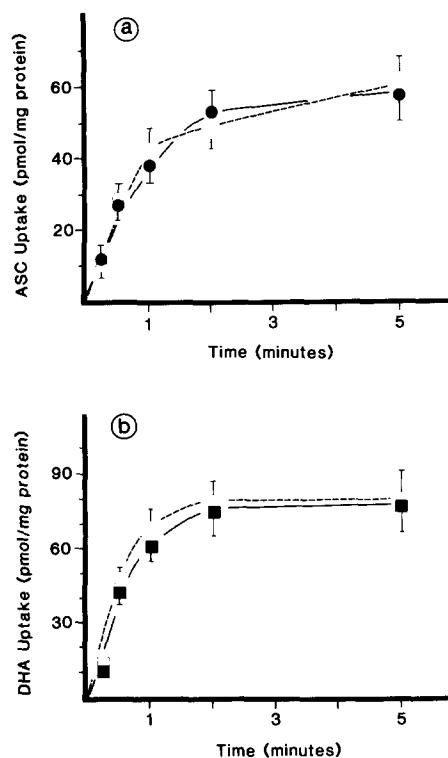 a
ASC Uptake (pmol/mg protein)
60
40
20
1
3
5
Time (minutes)
b
DHA Uptake (pmol/mg protein)
90
60
30
1
3
5
Time (minutes)